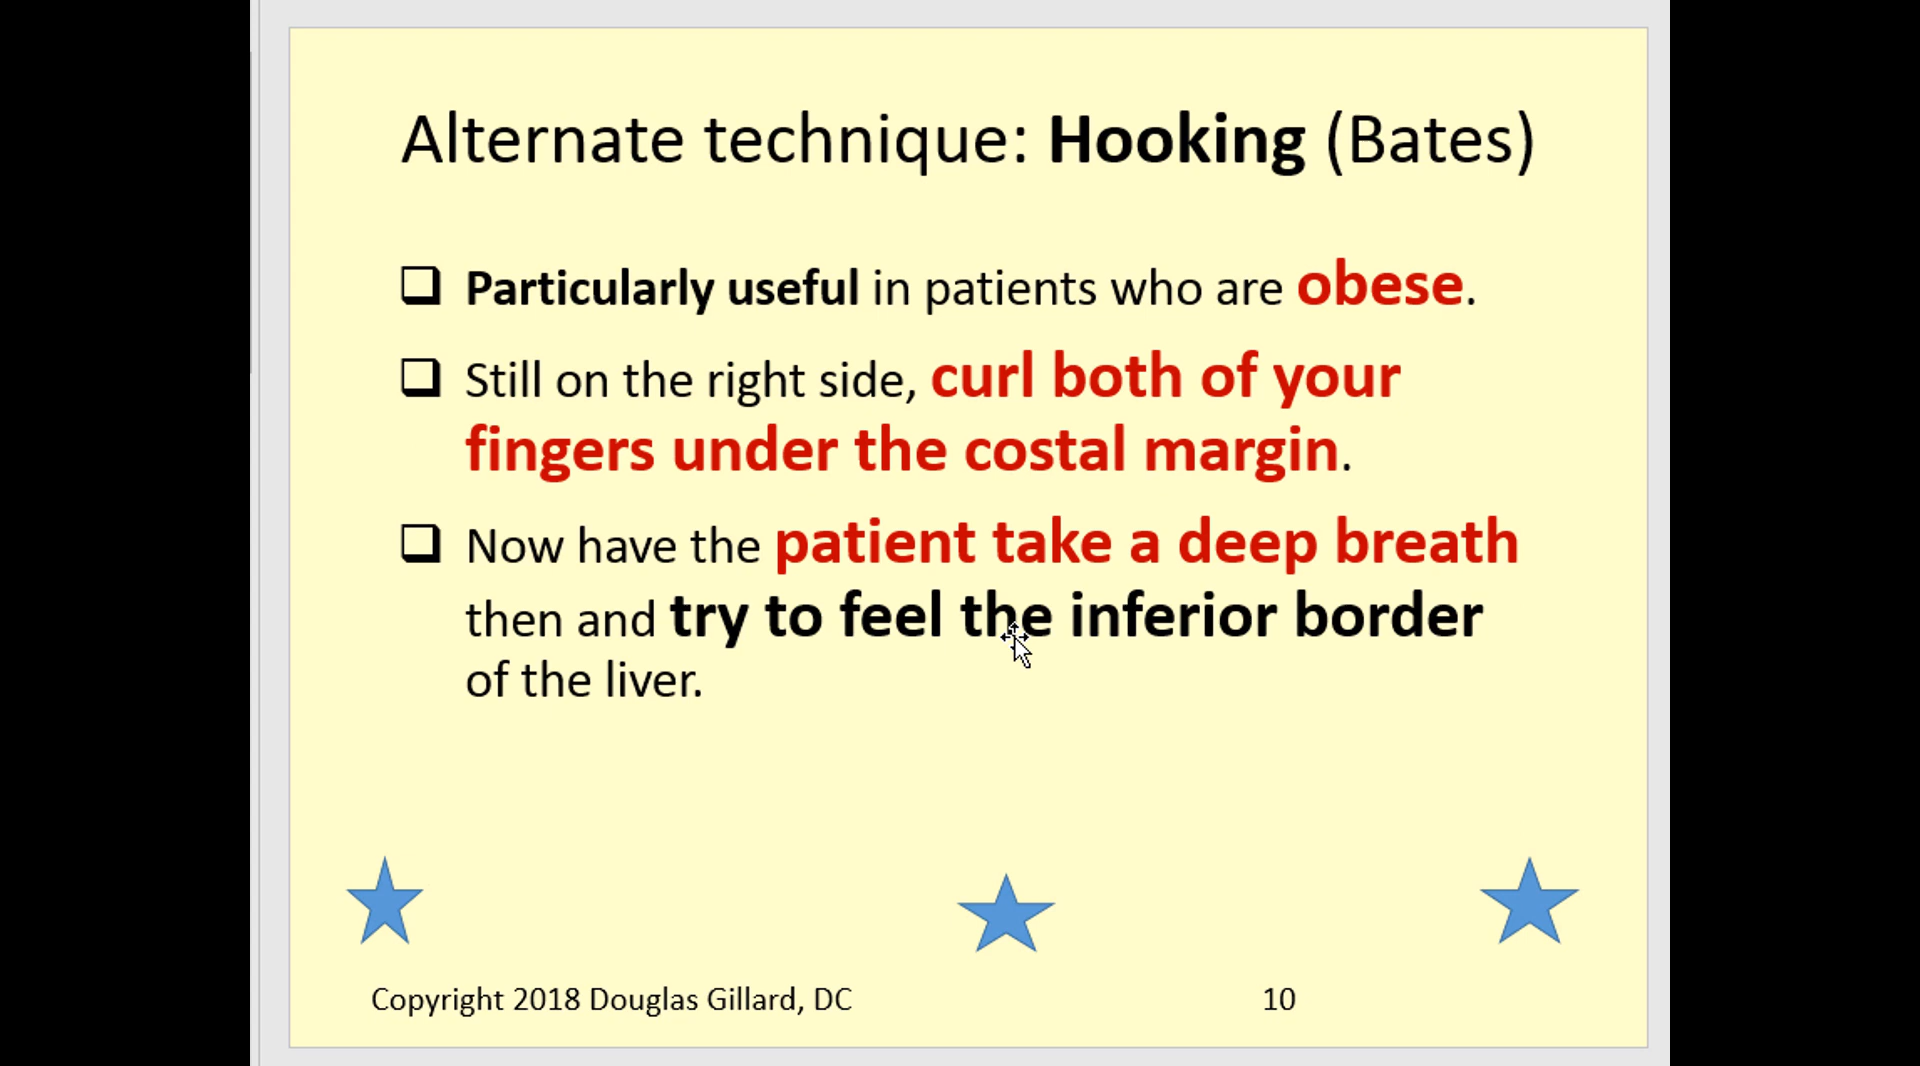 Alternate technique: Hooking (Bates)
Particularly useful in patients who are obese.
Still on the right side, curl both of your
fingers under the costal margin.
Now have the patient take a deep breath
then and try to feel the inferior border
of the liver.
Copyright 2018 Douglas Gillard, DC
10